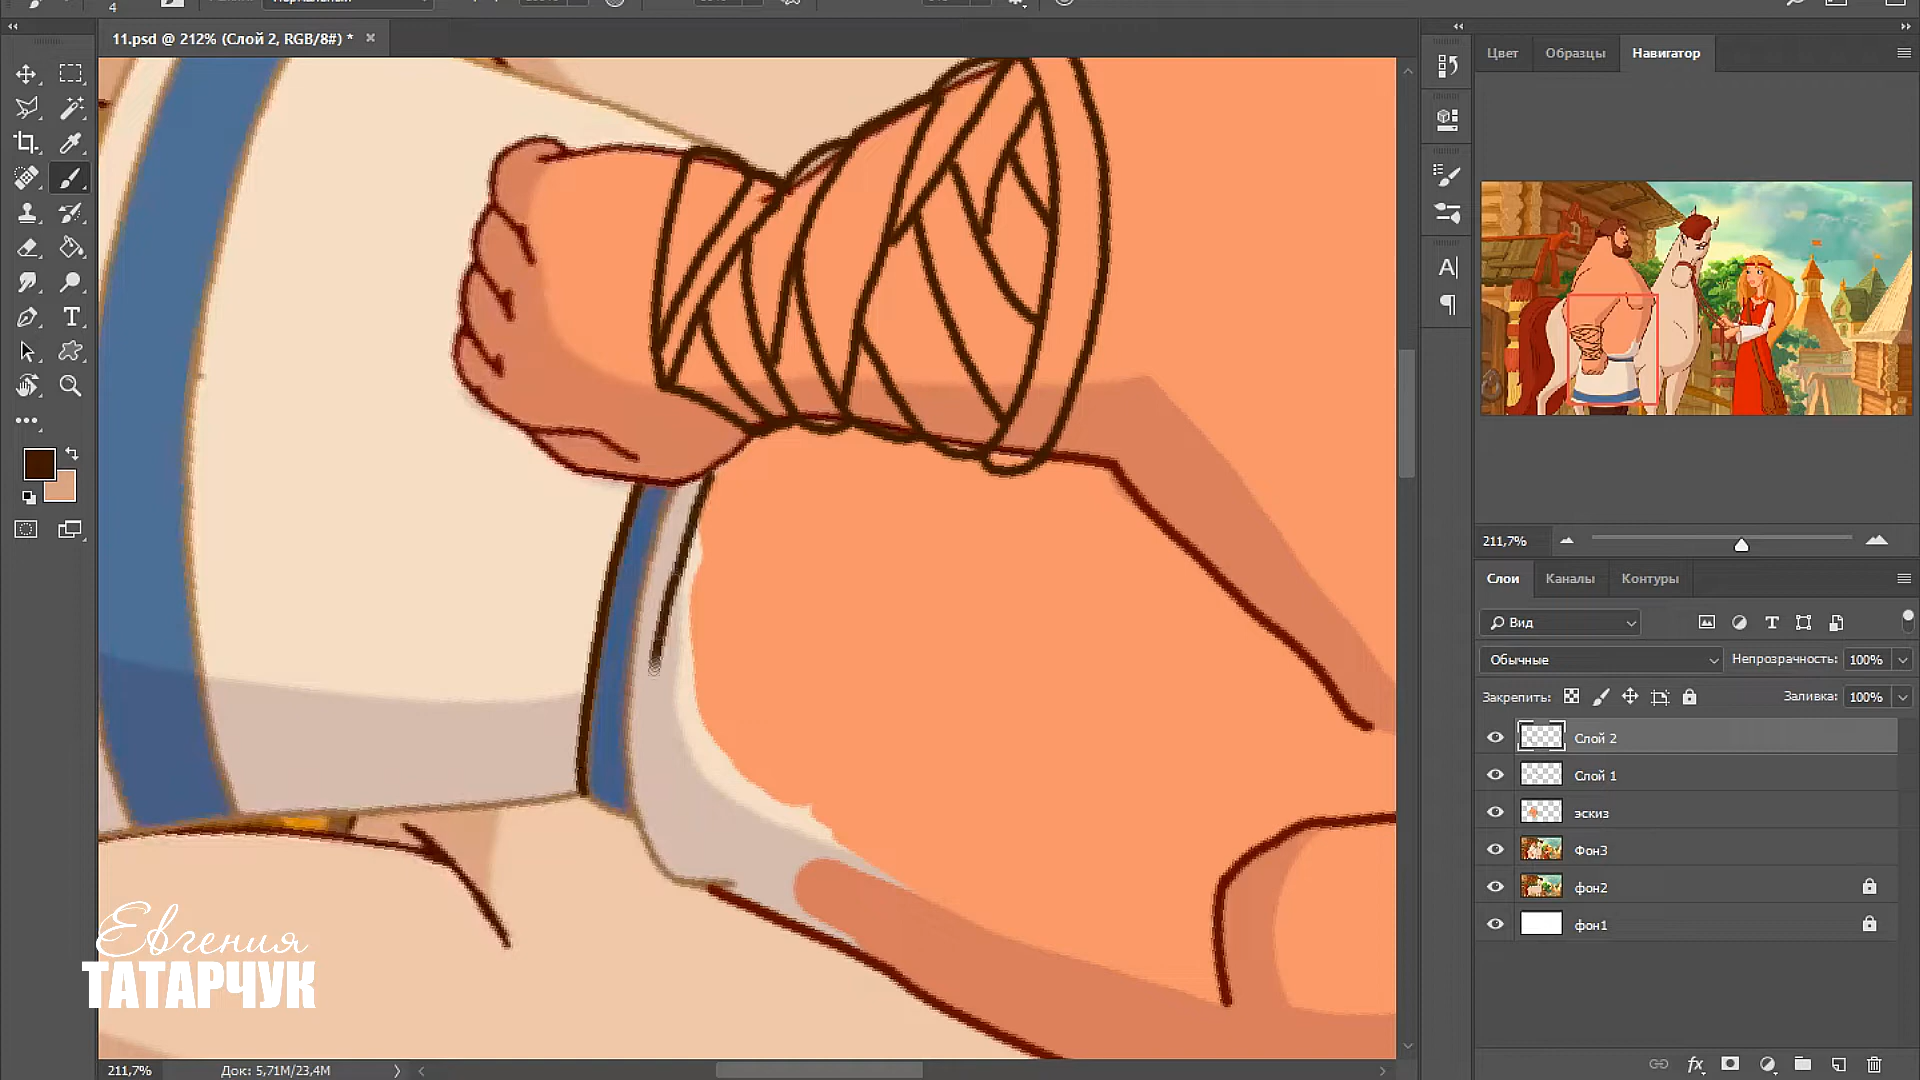 4
11.psd @ 212% (Слой 2, RGB/8#) *
Цвет
Образцы
Навигатор
211,7%
Слои
Каналы
Контуры
Вид
Обычные
Непрозрачность:
100%
Закрепить:
Заливка:
100%
Слой 2
Слой 1
эскиз
Фон3
фон2
фон1
Евгения
ТАТАРЧУК
211,7%
Док: 5,71M/23,4M